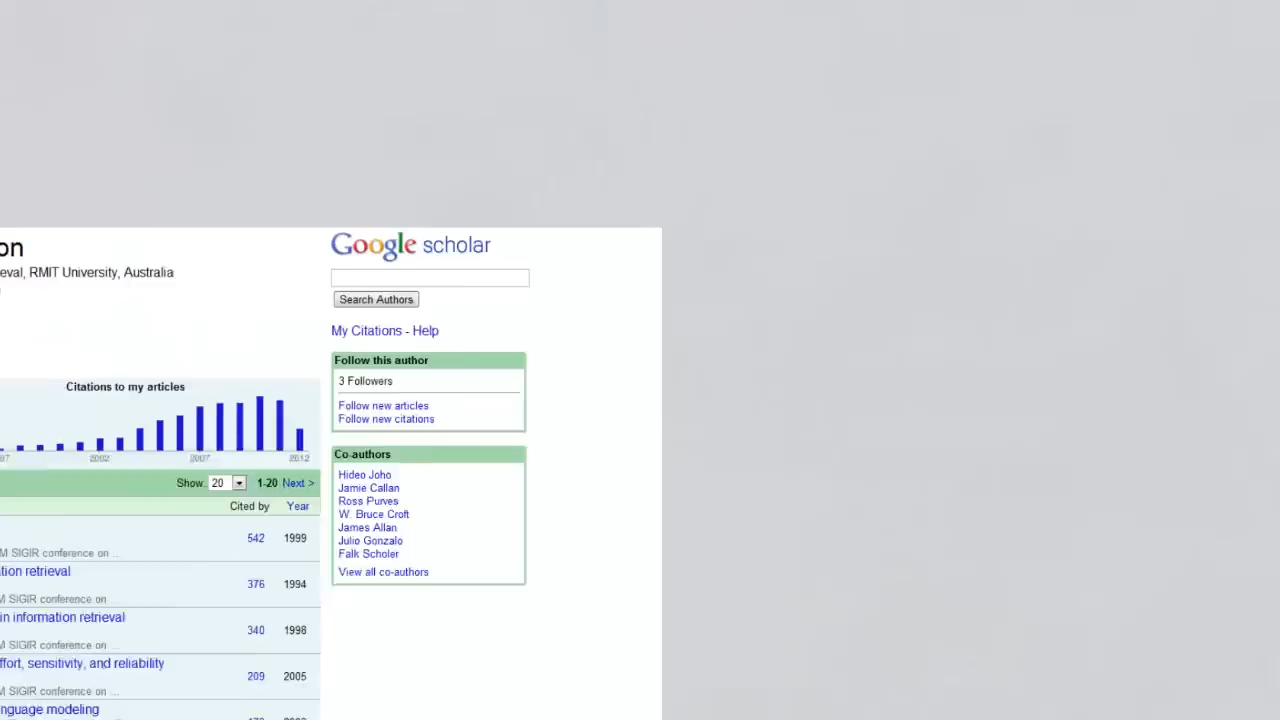 on
Google scholar
eval, RMIT University, Australia
Search Authors
My Citations - Help
Follow this author
3 Followers
Follow new articles
Follow new citations
Citations to my articles
2002 2007 2012
Co-authors
Hideo Joho
Jamie Callan
Ross Purves
W. Bruce Croft
James Allan
Julio Gonzalo
Falk Scholer
View all co-authors
Show: 20 1-20 Next >
Cited by Year
542 1999
M SIGIR conference on ...
tion retrieval 376 1994
M SIGIR conference on
in information retrieval 340 1998
M SIGIR conference on ...
ffort, sensitivity, and reliability 209 2005
M SIGIR conference on ...
nguage modeling